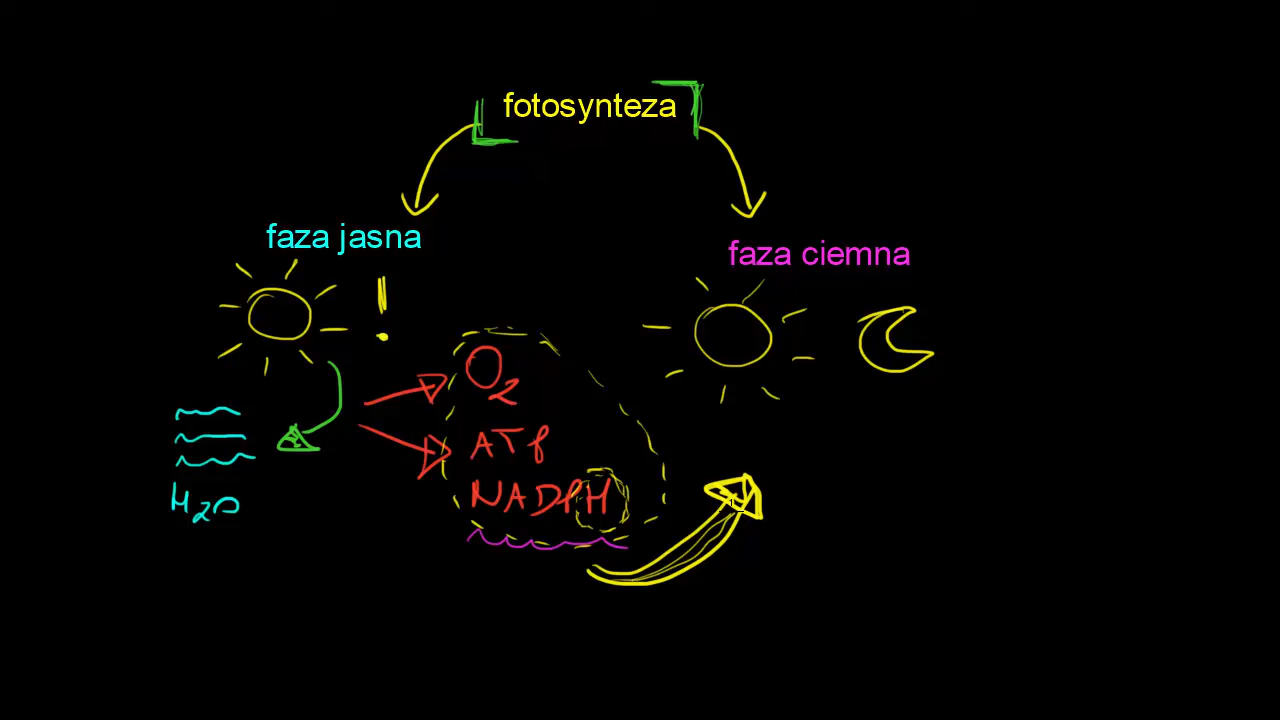 fotosynteza
faza jasna
faza ciemna
!
O2
ATP
NADPH
H2O